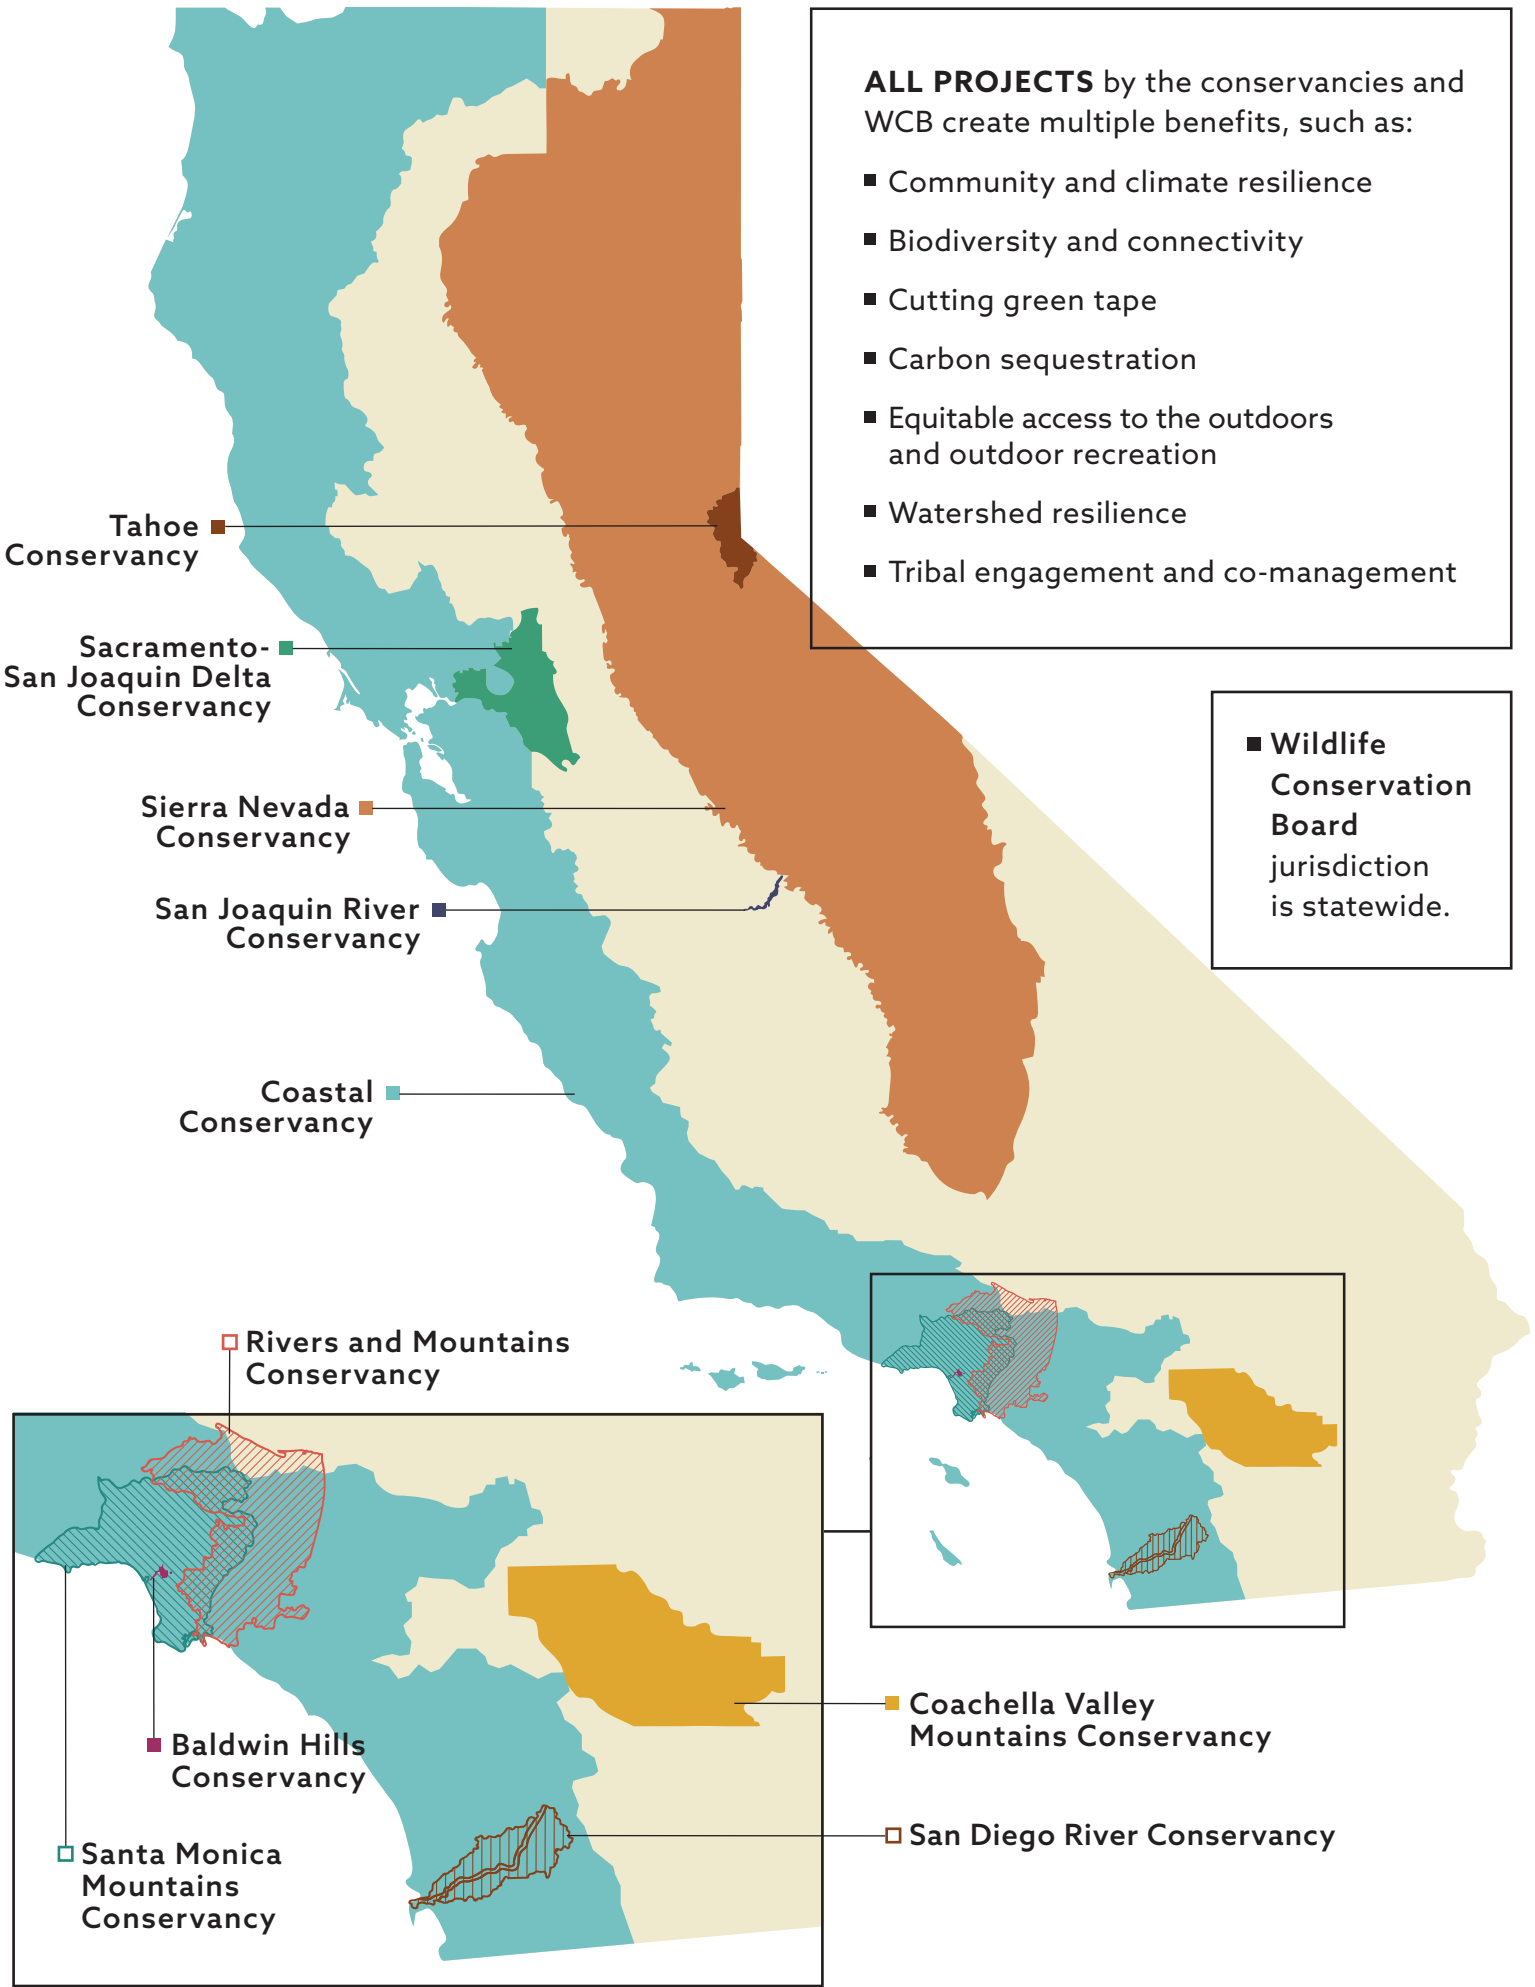 ALL PROJECTS by the conservancies and
WCB create multiple benefits, such as:
■ Community and climate resilience
■ Biodiversity and connectivity
■ Cutting green tape
■ Carbon sequestration
■ Equitable access to the outdoors
and outdoor recreation
■ Watershed resilience
■ Tribal engagement and co-management
Tahoe
Conservancy
Sacramento-
San Joaquin Delta
Conservancy
■ Wildlife
Conservation
Board
jurisdiction
is statewide.
Sierra Nevada
Conservancy
San Joaquin River
Conservancy
Coastal
Conservancy
Rivers and Mountains
Conservancy
Coachella Valley
Mountains Conservancy
Baldwin Hills
Conservancy
San Diego River Conservancy
Santa Monica
Mountains
Conservancy